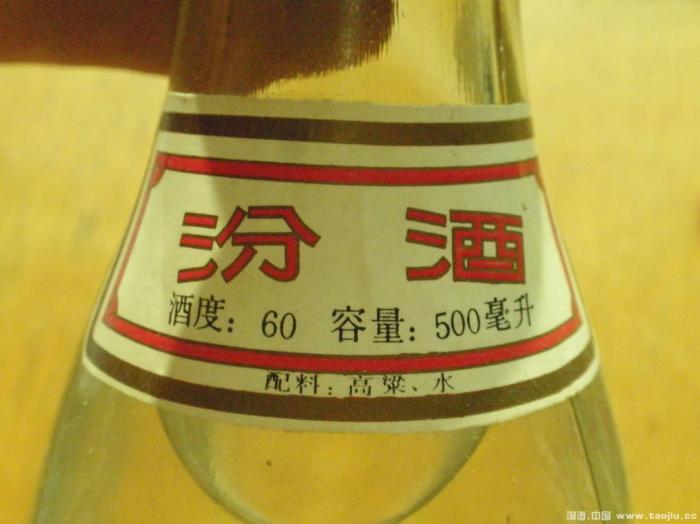 汾酒
酒度：60 容量：500毫升
配料：高粱、水
淘酒.中国 www.taojiu.cc